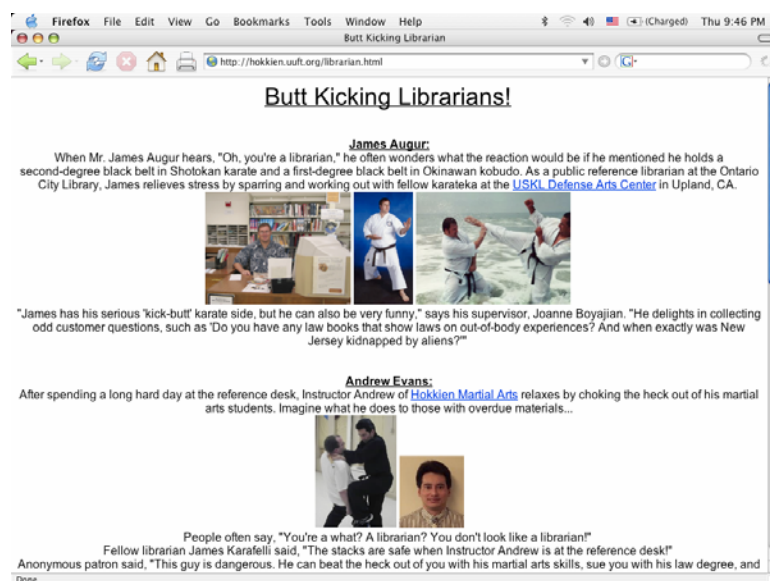 Firefox File Edit View Go Bookmarks Tools Window Help (Charged) Thu 9:46 PM
Butt Kicking Librarian
http://hokkien.uuft.org/librarian.html G
Butt Kicking Librarians!
James Augur:
When Mr. James Augur hears, "Oh, you're a librarian," he often wonders what the reaction would be if he mentioned he holds a
second-degree black belt in Shotokan karate and a first-degree black belt in Okinawan kobudo. As a public reference librarian at the Ontario
City Library, James relieves stress by sparring and working out with fellow karateka at the USKL Defense Arts Center in Upland, CA.
"James has his serious 'kick-butt' karate side, but he can also be very funny," says his supervisor, Joanne Boyajian. "He delights in collecting
odd customer questions, such as 'Do you have any law books that show laws on out-of-body experiences? And when exactly was New
Jersey kidnapped by aliens?'"
Andrew Evans:
After spending a long hard day at the reference desk, Instructor Andrew of Hokkien Martial Arts relaxes by choking the heck out of his martial
arts students. Imagine what he does to those with overdue materials...
People often say, "You're a what? A librarian? You don't look like a librarian!"
Fellow librarian James Karafelli said, "The stacks are safe when Instructor Andrew is at the reference desk!"
Anonymous patron said, "This guy is dangerous. He can beat the heck out of you with his martial arts skills, sue you with his law degree, and
Done